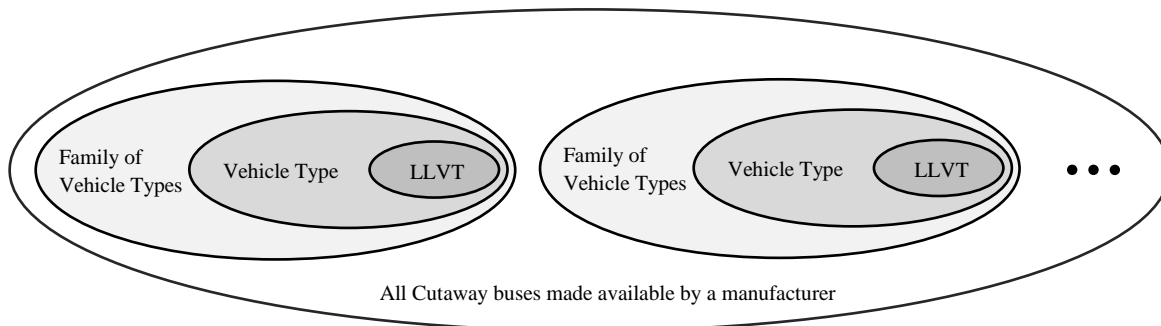 Family of
Vehicle Types
Vehicle Type
LLVT
Family of
Vehicle Types
Vehicle Type
LLVT
All Cutaway buses made available by a manufacturer